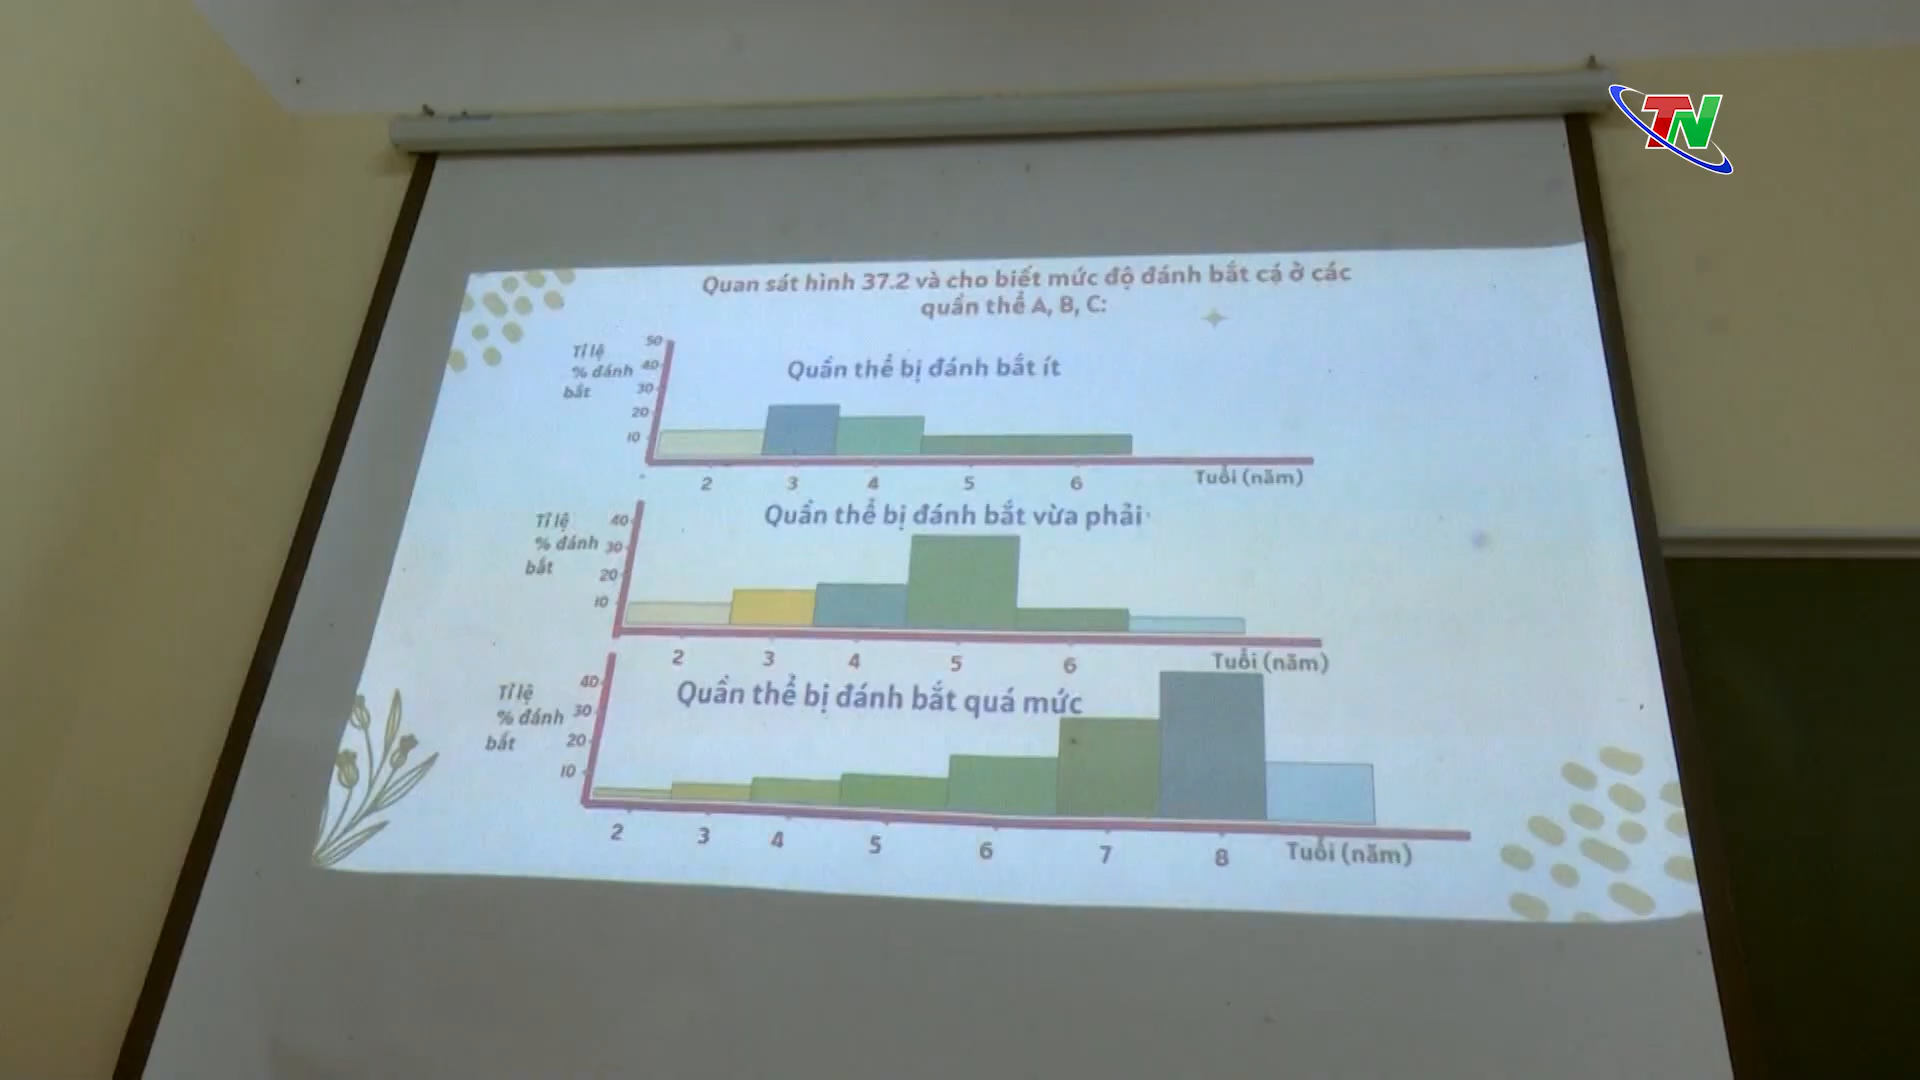 TN
Quan sát hình 37.2 và cho biết mức độ đánh bắt cá ở các
quần thể A, B, C:
Tỉ lệ
% đánh
bắt
50
40
30
20
10
Quần thể bị đánh bắt ít
2 3 4 5 6 Tuổi (năm)
Tỉ lệ
% đánh
bắt
40
30
20
10
Quần thể bị đánh bắt vừa phải
2 3 4 5 6 Tuổi (năm)
Tỉ lệ
% đánh
bắt
40
30
20
10
Quần thể bị đánh bắt quá mức
2 3 4 5 6 7 8 Tuổi (năm)